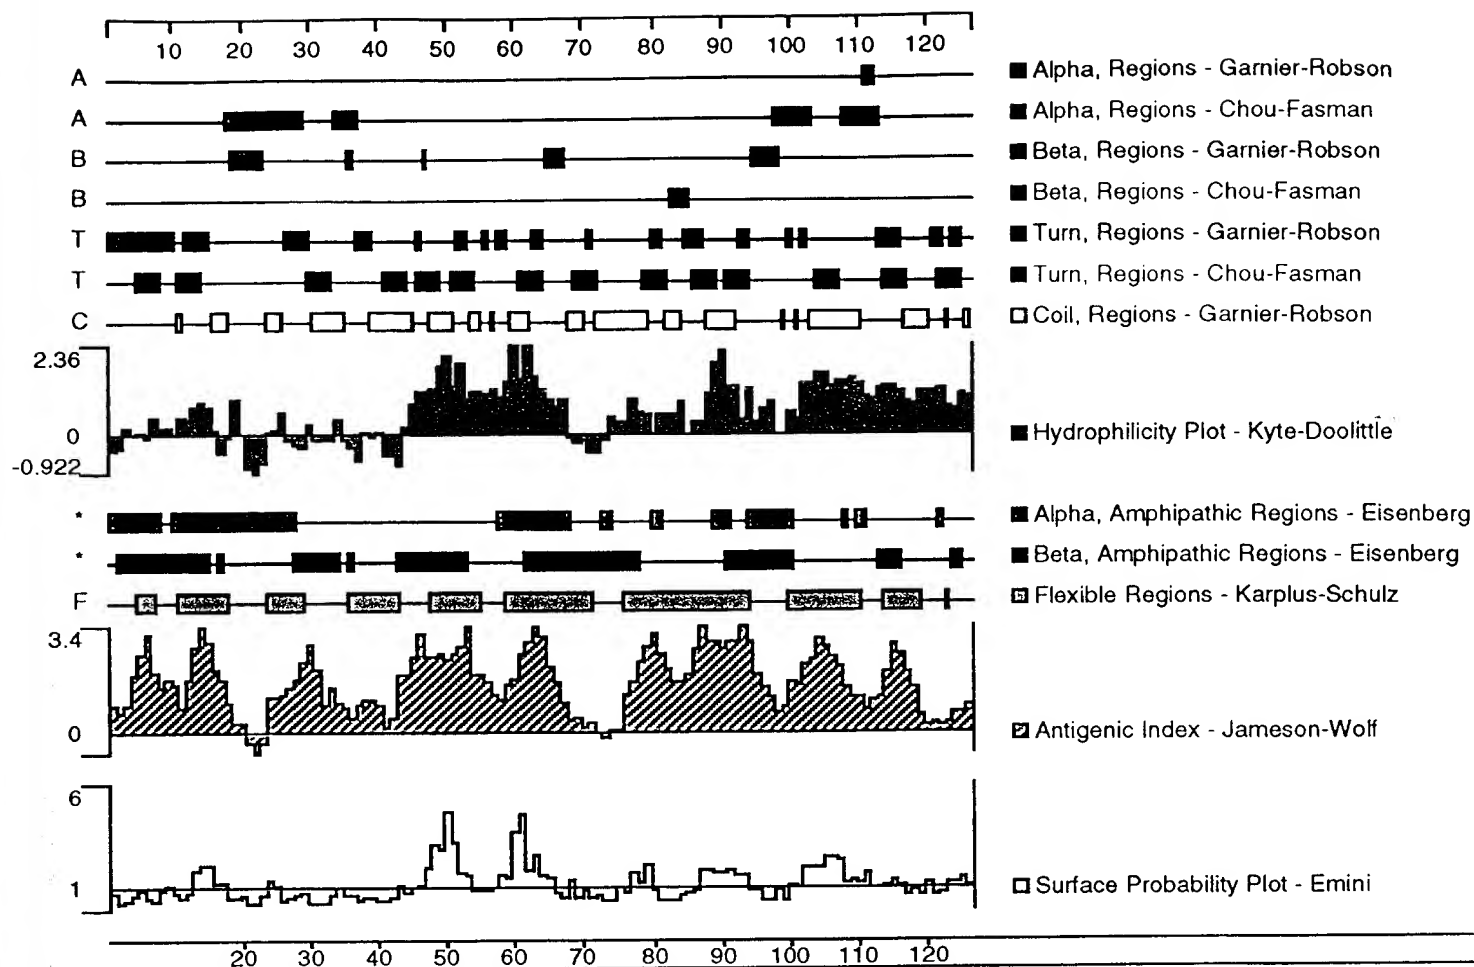 10 20 30 40 50 60 70 80 90 100 110 120
A Alpha, Regions - Garnier-Robson
A Alpha, Regions - Chou-Fasman
B Beta, Regions - Garnier-Robson
B Beta, Regions - Chou-Fasman
T Turn, Regions - Garnier-Robson
T Turn, Regions - Chou-Fasman
C Coil, Regions - Garnier-Robson
2.36
0 Hydrophilicity Plot - Kyte-Doolittle
-0.922
* Alpha, Amphipathic Regions - Eisenberg
* Beta, Amphipathic Regions - Eisenberg
F Flexible Regions - Karplus-Schulz
3.4
0 Antigenic Index - Jameson-Wolf
6
1 Surface Probability Plot - Emini
20 30 40 50 60 70 80 90 100 110 120